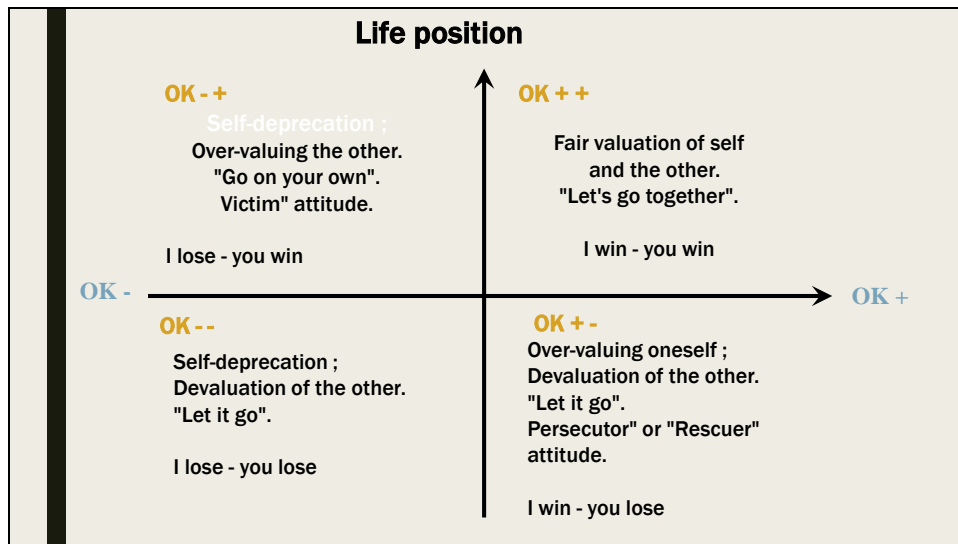 Life position
OK - +
Self-deprecation ;
Over-valuing the other.
"Go on your own".
Victim" attitude.
I lose - you win
OK + +
Fair valuation of self
and the other.
"Let's go together".
I win - you win
OK -
OK +
OK - -
Self-deprecation ;
Devaluation of the other.
"Let it go".
I lose - you lose
OK + -
Over-valuing oneself ;
Devaluation of the other.
"Let it go".
Persecutor" or "Rescuer"
attitude.
I win - you lose